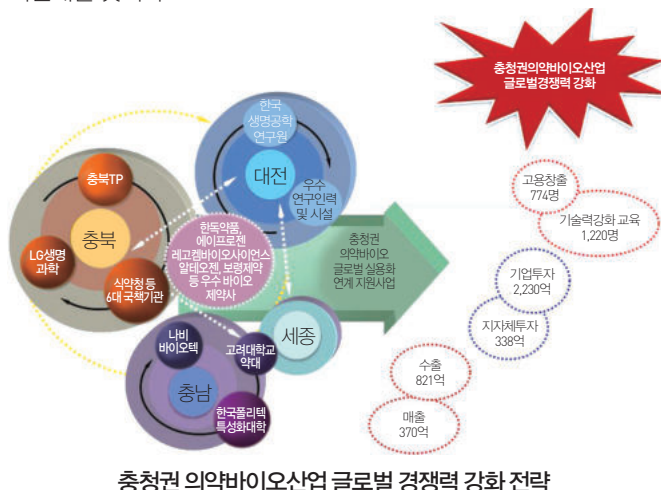 충청권의약바이오산업
글로벌경쟁력 강화
한국
생명공학
연구원
대전
우수
연구인력
및 시설
충북TP
충북
LG생명
과학
식약청 등
6대 국책기관
한독약품,
에이프로젠
레고켐바이오사이언스
알테오젠, 보령제약
등 우수 바이오
제약사
충청권
의약바이오
글로벌 실용화
연계 지원사업
고용창출
774명
기술력강화 교육
1,220명
기업투자
2,230억
지자체투자
338억
수출
821억
매출
370억
세종
나비
바이오텍
고려대학교
약대
충남
한국폴리텍
특성화대학
충청권 의약바이오산업 글로벌 경쟁력 강화 전략